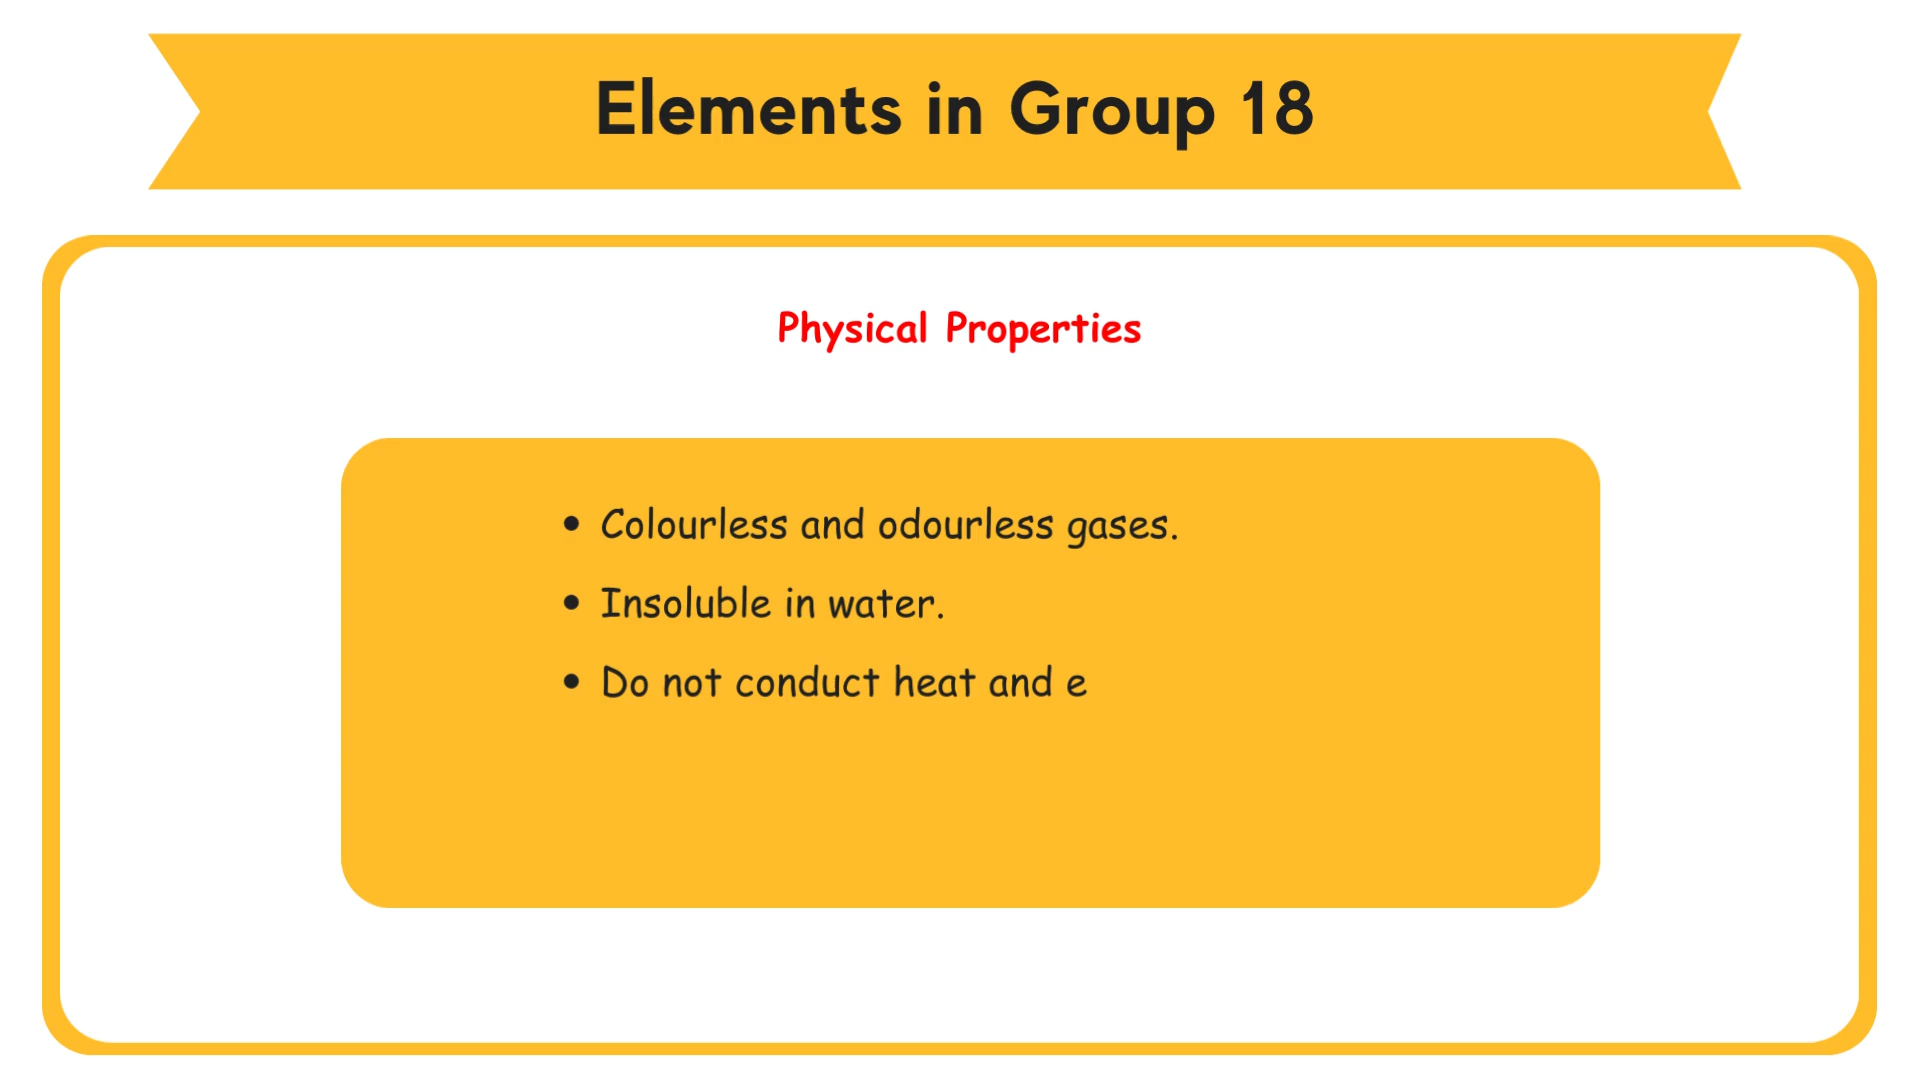 Elements in Group 18
Physical Properties
• Colourless and odourless gases.
• Insoluble in water.
• Do not conduct heat and e